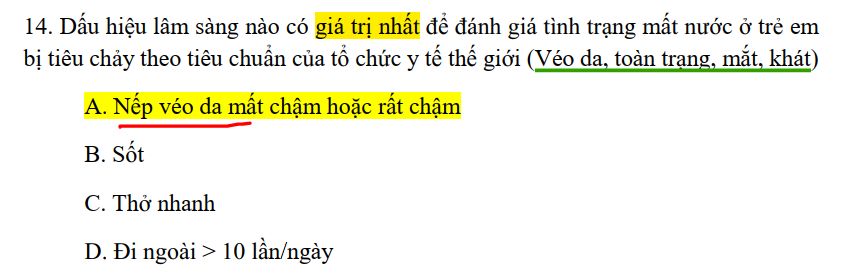 14. Dấu hiệu lâm sàng nào có giá trị nhất để đánh giá tình trạng mất nước ở trẻ em
bị tiêu chảy theo tiêu chuẩn của tổ chức y tế thế giới (Véo da, toàn trạng, mắt, khát)
A. Nếp véo da mất chậm hoặc rất chậm
B. Sốt
C. Thở nhanh
D. Đi ngoài > 10 lần/ngày